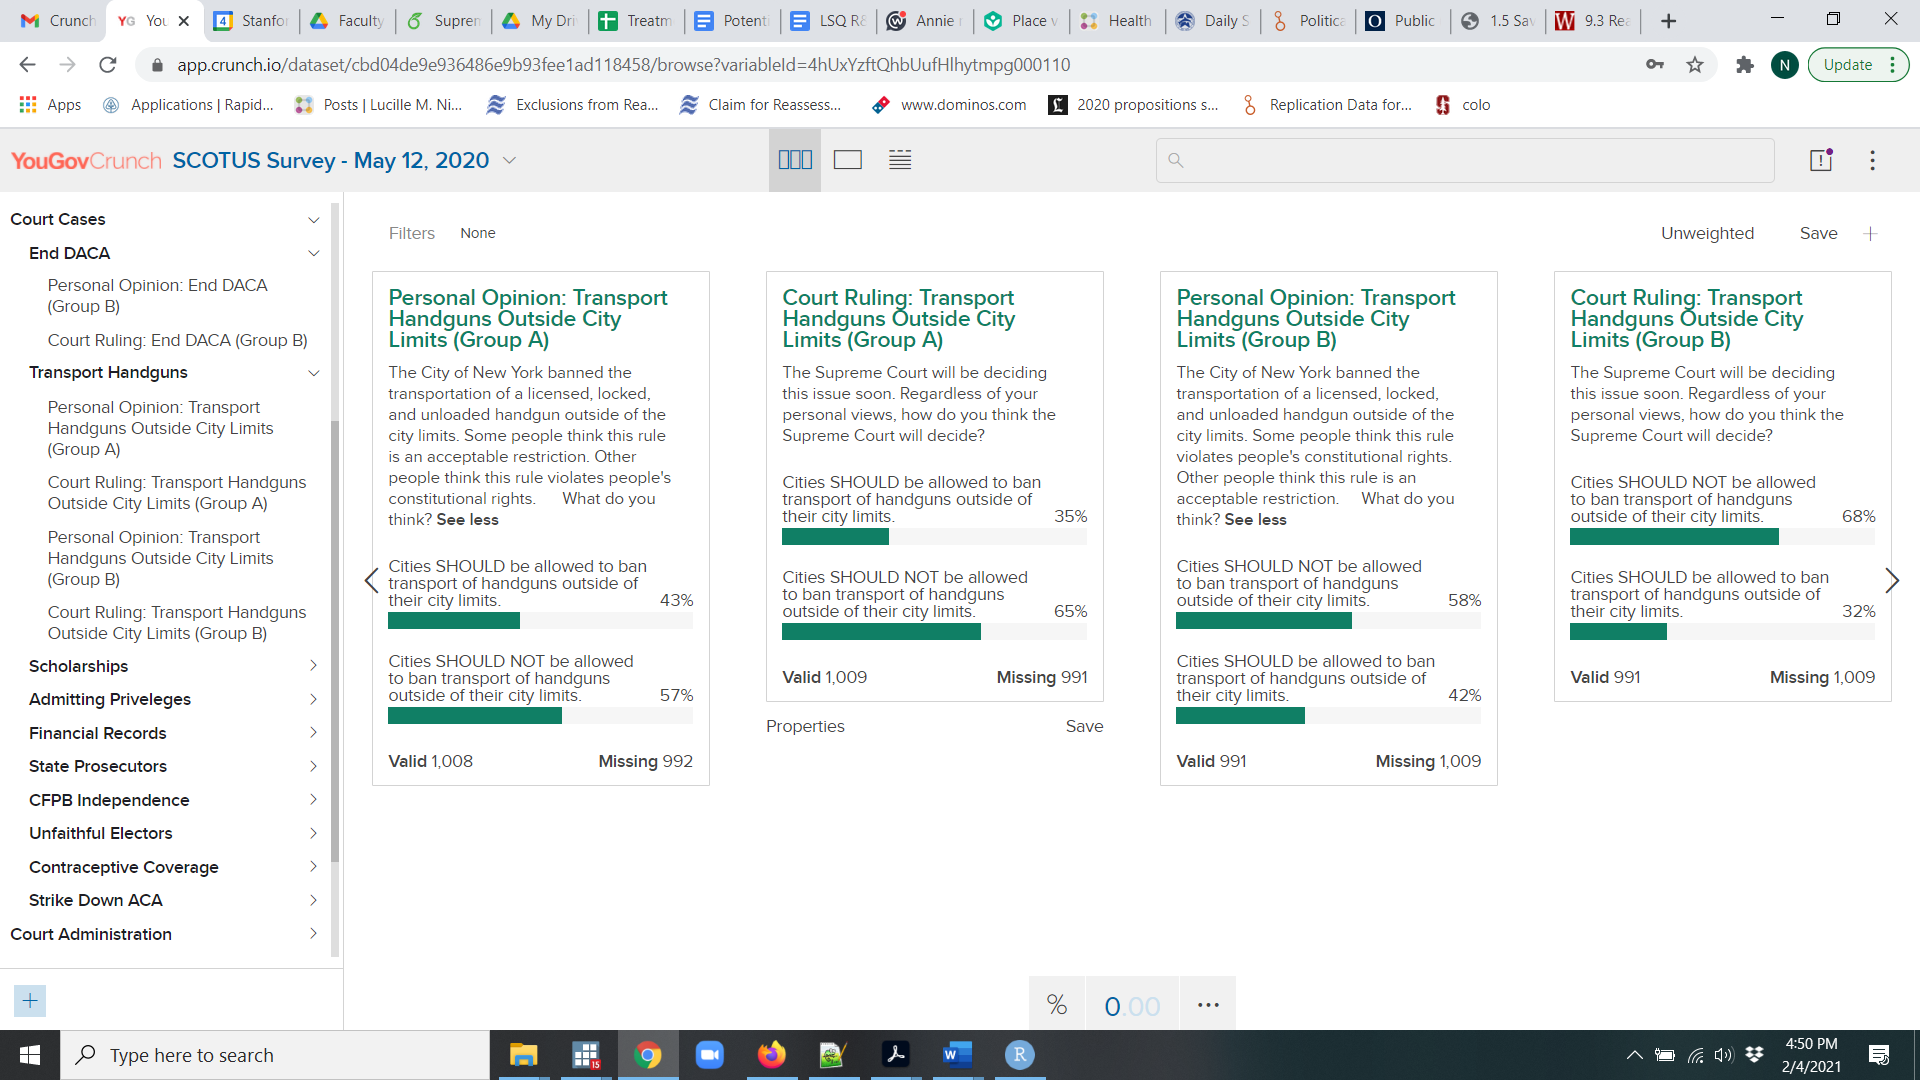 Crunch
YG You
4 Stanfo
Faculty
Suprem
My Dri
Treatm
Potenti
LSQ R&
Annie r
Place v
Health
Daily S
Politica
Public
1.5 Sav
W 9.3 Rea
app.crunch.io/dataset/cbd04de9e936486e9b93fee1ad118458/browse?variableId=4hUxYzftQhbUufHlhytmpg000110
N
Update
Apps
Applications | Rapid...
Posts | Lucille M. Ni...
Exclusions from Rea...
Claim for Reassess...
www.dominos.com
2020 propositions s...
Replication Data for...
colo
YouGovCrunch SCOTUS Survey - May 12, 2020
Court Cases
End DACA
Personal Opinion: End DACA
(Group B)
Court Ruling: End DACA (Group B)
Transport Handguns
Personal Opinion: Transport
Handguns Outside City Limits
(Group A)
Court Ruling: Transport Handguns
Outside City Limits (Group A)
Personal Opinion: Transport
Handguns Outside City Limits
(Group B)
Court Ruling: Transport Handguns
Outside City Limits (Group B)
Scholarships
Admitting Priveleges
Financial Records
State Prosecutors
CFPB Independence
Unfaithful Electors
Contraceptive Coverage
Strike Down ACA
Court Administration
Filters None
Unweighted Save
Personal Opinion: Transport
Handguns Outside City
Limits (Group A)
The City of New York banned the
transportation of a licensed, locked,
and unloaded handgun outside of the
city limits. Some people think this rule
is an acceptable restriction. Other
people think this rule violates people's
constitutional rights. What do you
think? See less
Cities SHOULD be allowed to ban
transport of handguns outside of
their city limits. 43%
Cities SHOULD NOT be allowed
to ban transport of handguns
outside of their city limits. 57%
Valid 1,008 Missing 992
Court Ruling: Transport
Handguns Outside City
Limits (Group A)
The Supreme Court will be deciding
this issue soon. Regardless of your
personal views, how do you think the
Supreme Court will decide?
Cities SHOULD be allowed to ban
transport of handguns outside of
their city limits. 35%
Cities SHOULD NOT be allowed
to ban transport of handguns
outside of their city limits. 65%
Valid 1,009 Missing 991
Properties Save
Personal Opinion: Transport
Handguns Outside City
Limits (Group B)
The City of New York banned the
transportation of a licensed, locked,
and unloaded handgun outside of the
city limits. Some people think this rule
violates people's constitutional rights.
Other people think this rule is an
acceptable restriction. What do you
think? See less
Cities SHOULD NOT be allowed
to ban transport of handguns
outside of their city limits. 58%
Cities SHOULD be allowed to ban
transport of handguns outside of
their city limits. 42%
Valid 991 Missing 1,009
Court Ruling: Transport
Handguns Outside City
Limits (Group B)
The Supreme Court will be deciding
this issue soon. Regardless of your
personal views, how do you think the
Supreme Court will decide?
Cities SHOULD NOT be allowed
to ban transport of handguns
outside of their city limits. 68%
Cities SHOULD be allowed to ban
transport of handguns outside of
their city limits. 32%
Valid 991 Missing 1,009
% 0.00 ...
Type here to search
15
W
R
4:50 PM
2/4/2021